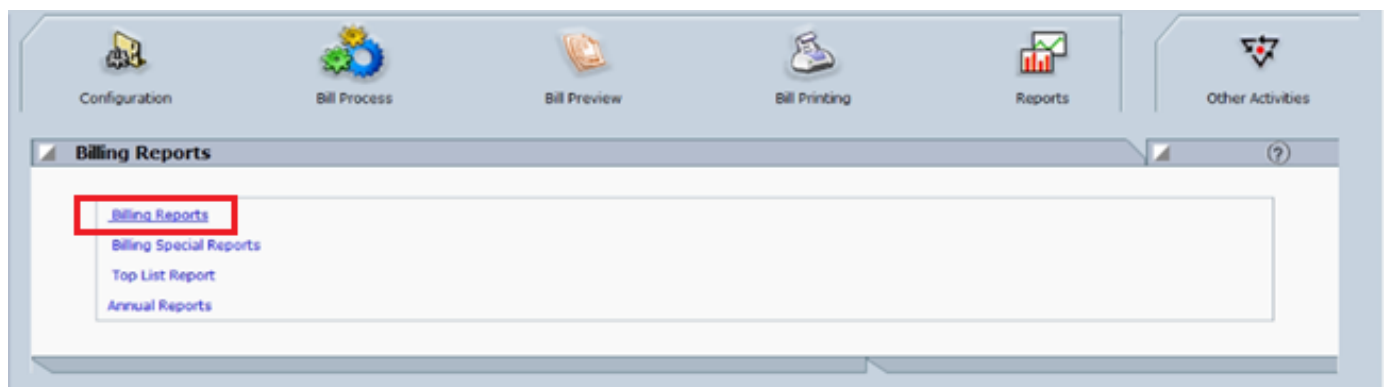 Configuration Bill Process Bill Preview Bill Printing Reports Other Activities
Billing Reports
Billing Reports
Billing Special Reports
Top List Report
Annual Reports